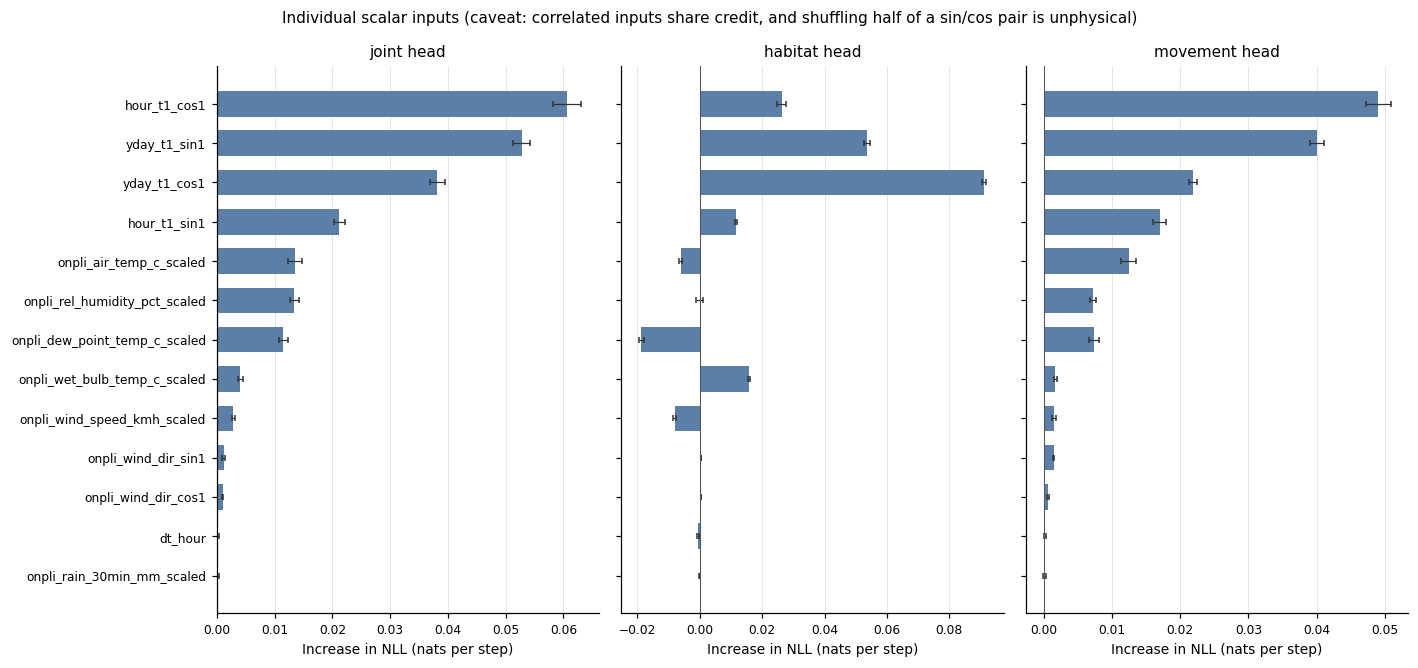 Individual scalar inputs (caveat: correlated inputs share credit, and shuffling half of a sin/cos pair is unphysical)
joint head
habitat head
movement head
hour_t1_cos1
yday_t1_sin1
yday_t1_cos1
hour_t1_sin1
onpli_air_temp_c_scaled
onpli_rel_humidity_pct_scaled
onpli_dew_point_temp_c_scaled
onpli_wet_bulb_temp_c_scaled
onpli_wind_speed_kmh_scaled
onpli_wind_dir_sin1
onpli_wind_dir_cos1
dt_hour
onpli_rain_30min_mm_scaled
0.00 0.01 0.02 0.03 0.04 0.05 0.06
−0.02 0.00 0.02 0.04 0.06 0.08
0.00 0.01 0.02 0.03 0.04 0.05
Increase in NLL (nats per step)
Increase in NLL (nats per step)
Increase in NLL (nats per step)